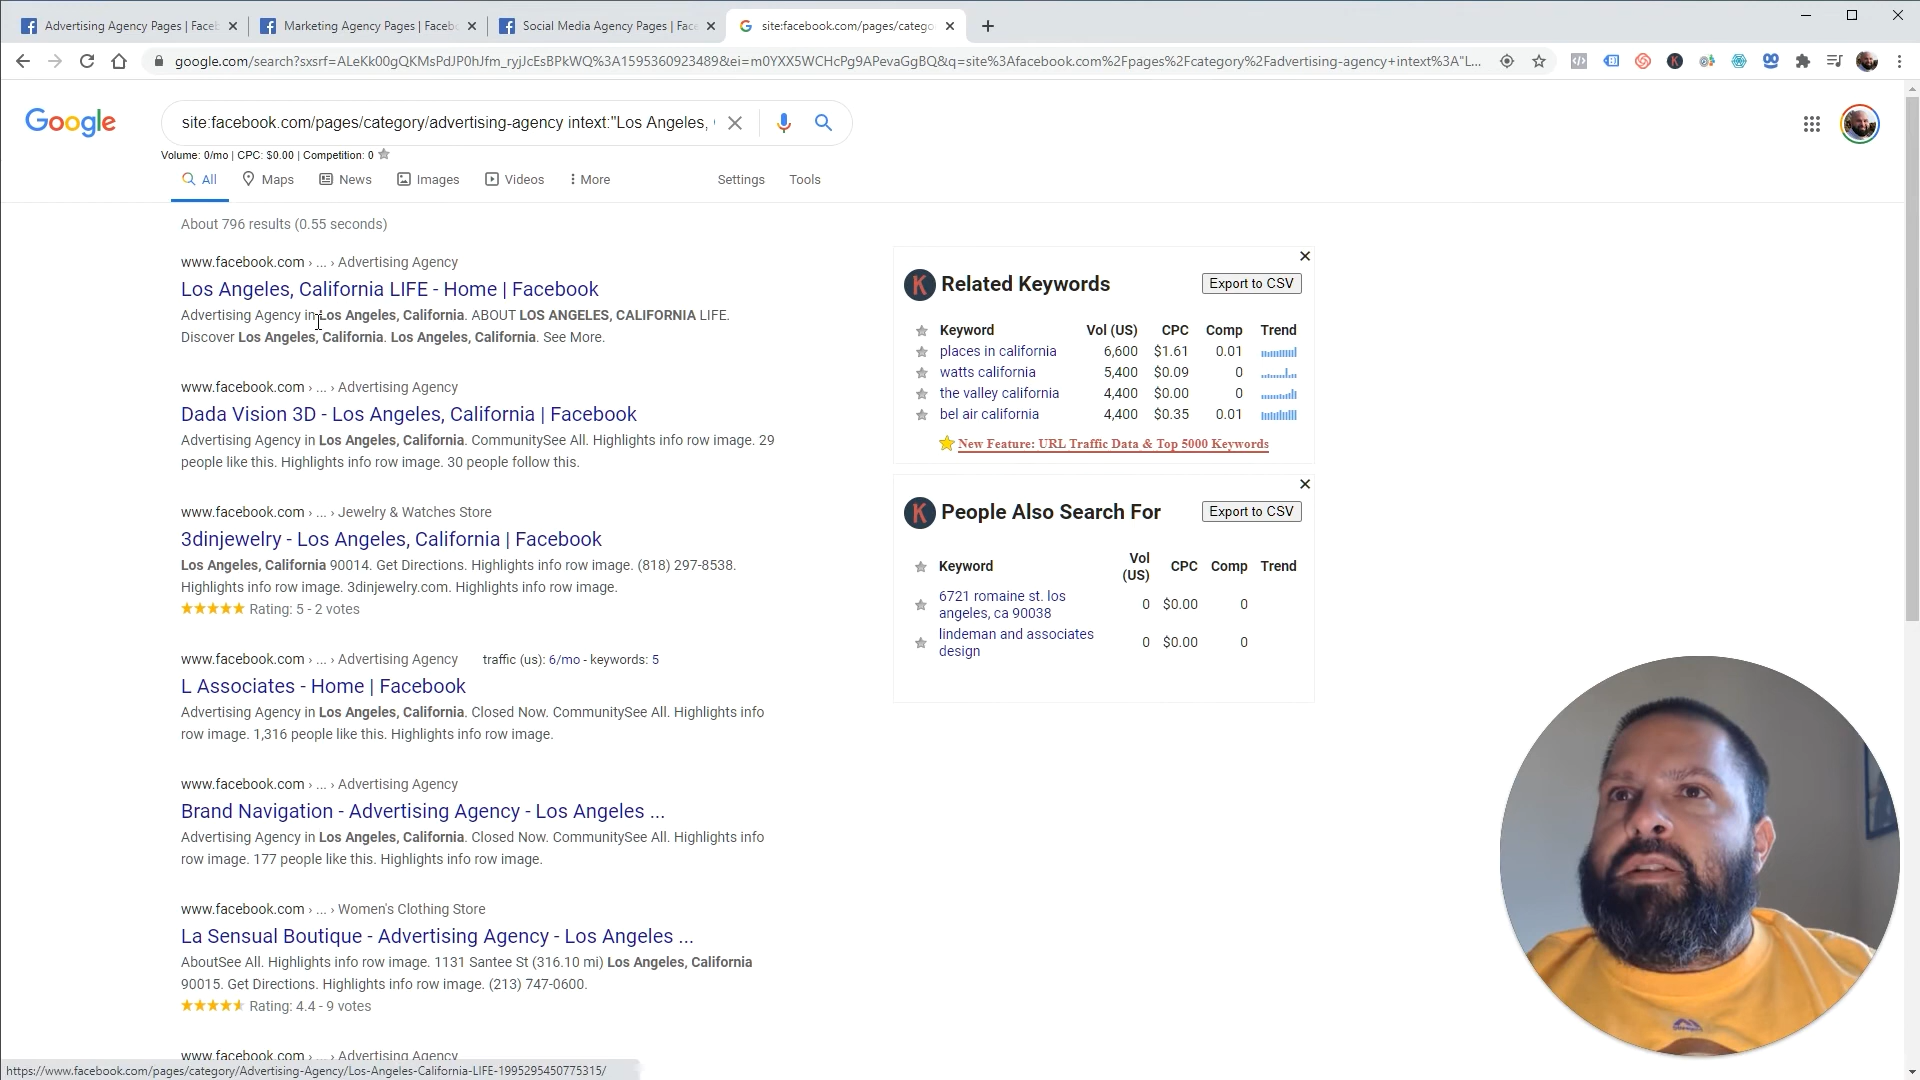 Advertising Agency Pages | Faceb
Marketing Agency Pages | Facebo
Social Media Agency Pages | Face
site:facebook.com/pages/catego
google.com/search?sxsrf=ALeKk00gQKMsPdJP0hJfm_ryjJcEsBPkWQ%3A1595360923489&ei=m0YXX5WCHcPg9APevaGgBQ&q=site%3Afacebook.com%2Fpages%2Fcategory%2Fadvertising-agency+intext%3A"L...
Google
site:facebook.com/pages/category/advertising-agency intext:"Los Angeles,
Volume: 0/mo | CPC: $0.00 | Competition: 0
All
Maps
News
Images
Videos
More
Settings
Tools
About 796 results (0.55 seconds)
www.facebook.com › ... › Advertising Agency
Los Angeles, California LIFE - Home | Facebook
Advertising Agency in Los Angeles, California. ABOUT LOS ANGELES, CALIFORNIA LIFE.
Discover Los Angeles, California. Los Angeles, California. See More.
www.facebook.com › ... › Advertising Agency
Dada Vision 3D - Los Angeles, California | Facebook
Advertising Agency in Los Angeles, California. CommunitySee All. Highlights info row image. 29
people like this. Highlights info row image. 30 people follow this.
www.facebook.com › ... › Jewelry & Watches Store
3dinjewelry - Los Angeles, California | Facebook
Los Angeles, California 90014. Get Directions. Highlights info row image. (818) 297-8538.
Highlights info row image. 3dinjewelry.com. Highlights info row image.
Rating: 5 - 2 votes
www.facebook.com › ... › Advertising Agency traffic (us): 6/mo - keywords: 5
L Associates - Home | Facebook
Advertising Agency in Los Angeles, California. Closed Now. CommunitySee All. Highlights info
row image. 1,316 people like this. Highlights info row image.
www.facebook.com › ... › Advertising Agency
Brand Navigation - Advertising Agency - Los Angeles ...
Advertising Agency in Los Angeles, California. Closed Now. CommunitySee All. Highlights info
row image. 177 people like this. Highlights info row image.
www.facebook.com › ... › Women's Clothing Store
La Sensual Boutique - Advertising Agency - Los Angeles ...
AboutSee All. Highlights info row image. 1131 Santee St (316.10 mi) Los Angeles, California
90015. Get Directions. Highlights info row image. (213) 747-0600.
Rating: 4.4 - 9 votes
www.facebook.com › ... › Advertising Agency
https://www.facebook.com/pages/category/Advertising-Agency/Los-Angeles-California-LIFE-1995295450775315/
K Related Keywords
Export to CSV
Keyword Vol (US) CPC Comp Trend
places in california 6,600 $1.61 0.01
watts california 5,400 $0.09 0
the valley california 4,400 $0.00 0
bel air california 4,400 $0.35 0.01
New Feature: URL Traffic Data & Top 5000 Keywords
K People Also Search For
Export to CSV
Keyword Vol (US) CPC Comp Trend
6721 romaine st. los angeles, ca 90038 0 $0.00 0
lindeman and associates design 0 $0.00 0